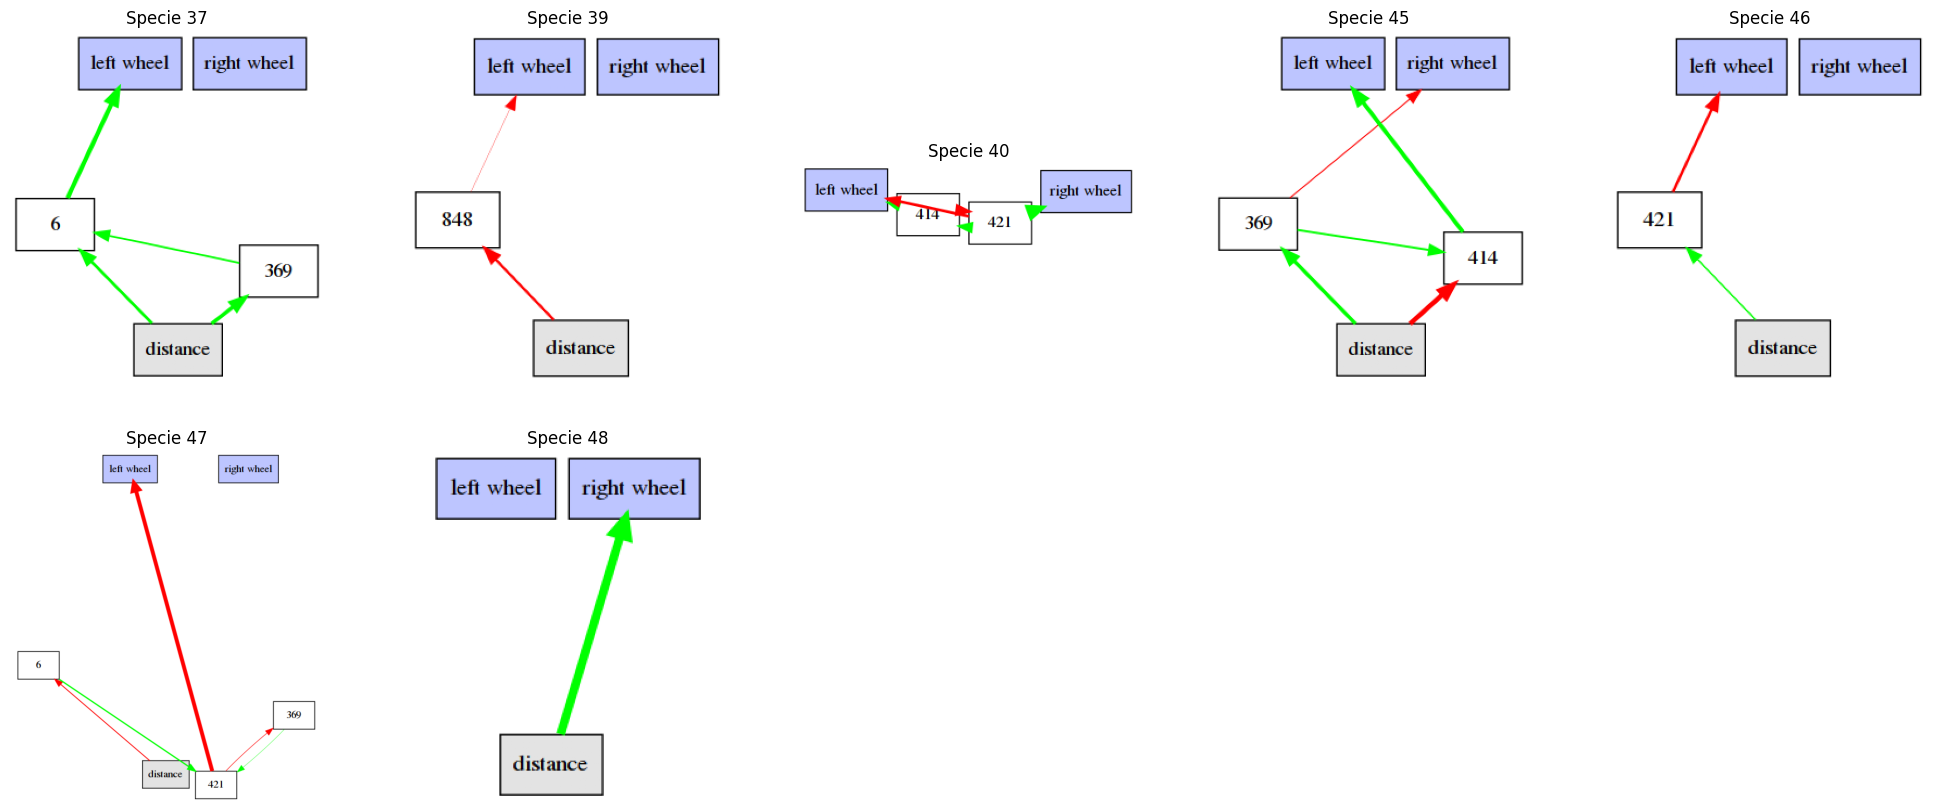 Specie 37
left wheel
right wheel
6
369
distance
Specie 39
left wheel
right wheel
848
distance
Specie 40
left wheel
414
421
right wheel
Specie 45
left wheel
right wheel
369
414
distance
Specie 46
left wheel
right wheel
421
distance
Specie 47
left wheel
right wheel
6
369
distance
421
Specie 48
left wheel
right wheel
distance